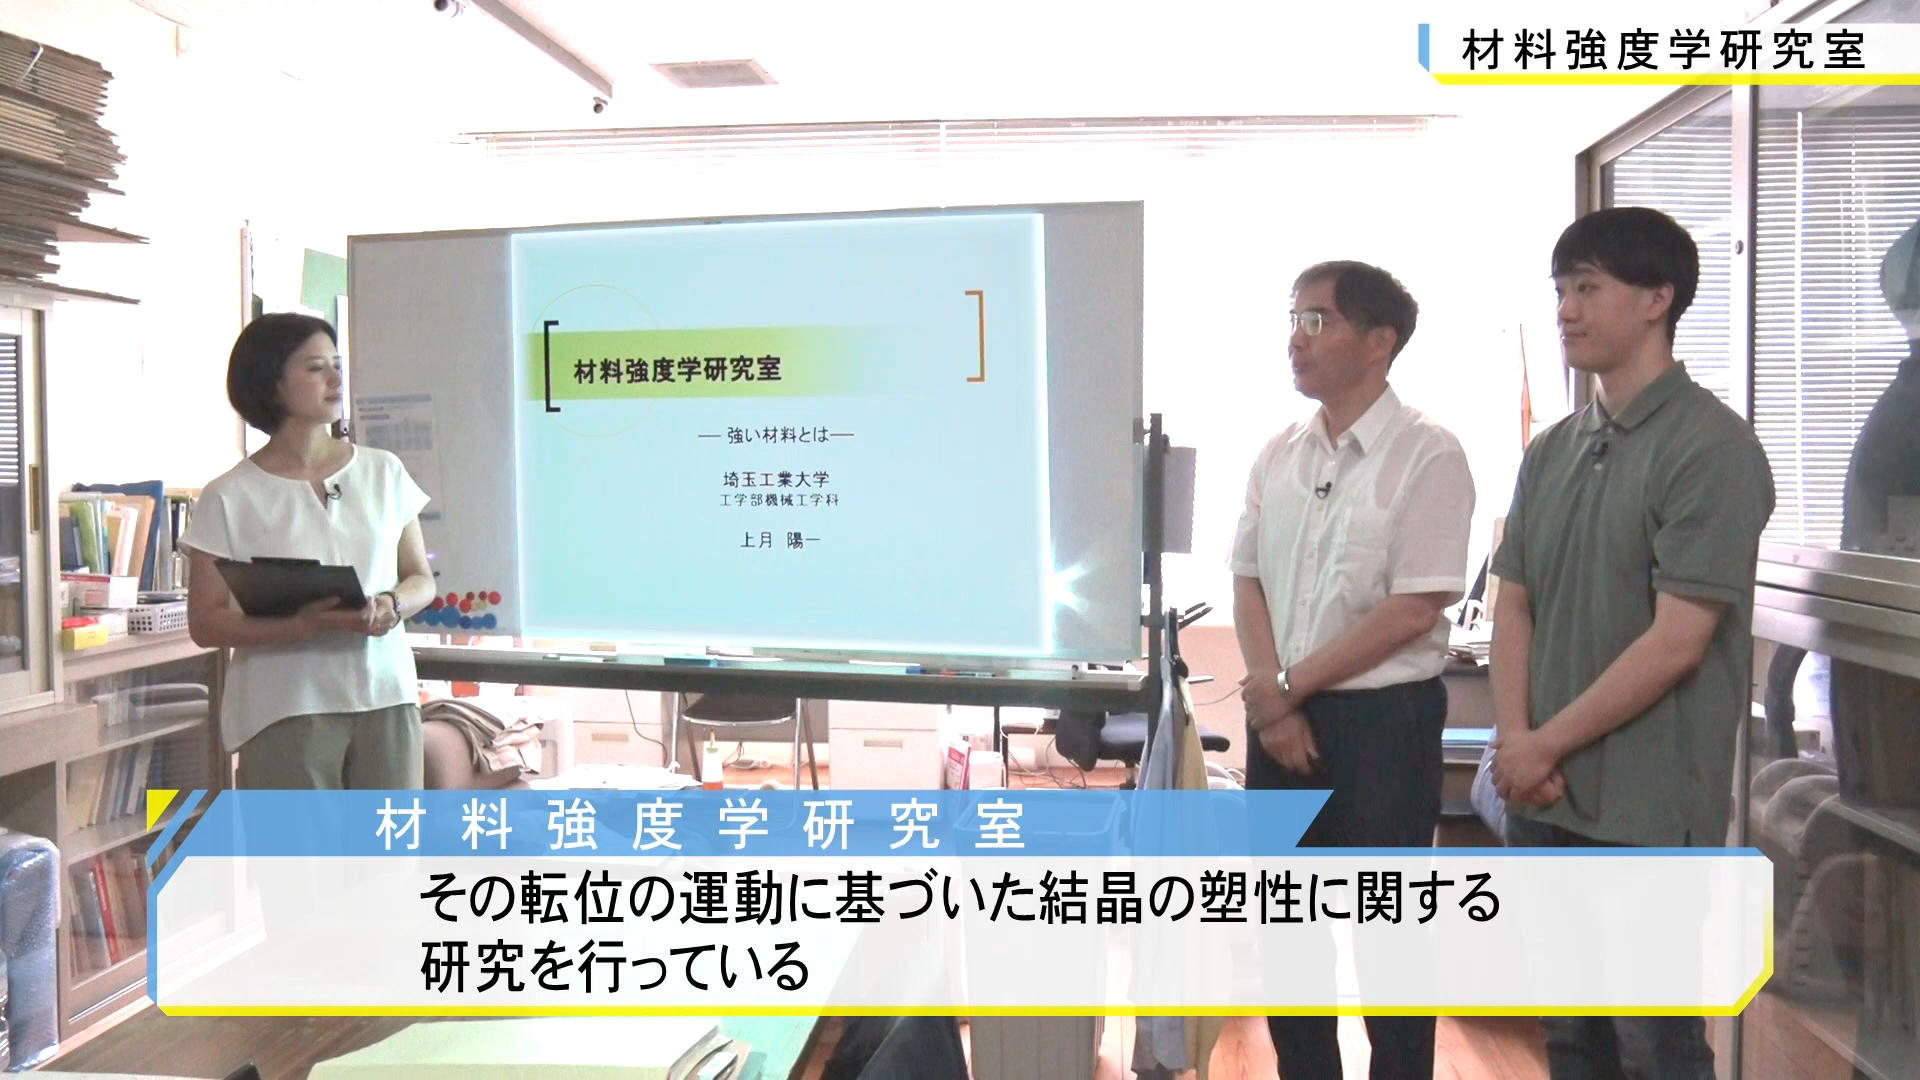 材料強度学研究室
材料強度学研究室
― 強い材料とは―
埼玉工業大学
工学部機械工学科
上月 陽一
材料強度学研究室
その転位の運動に基づいた結晶の塑性に関する
研究を行っている